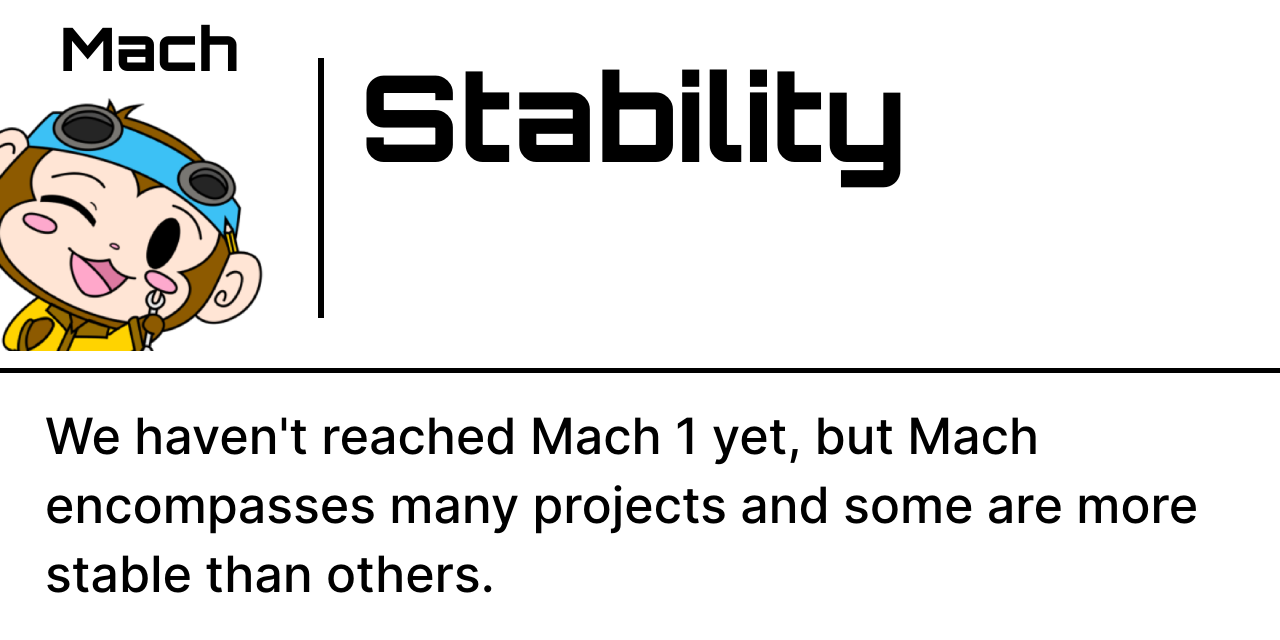 Mach
Stability
We haven't reached Mach 1 yet, but Mach
encompasses many projects and some are more
stable than others.